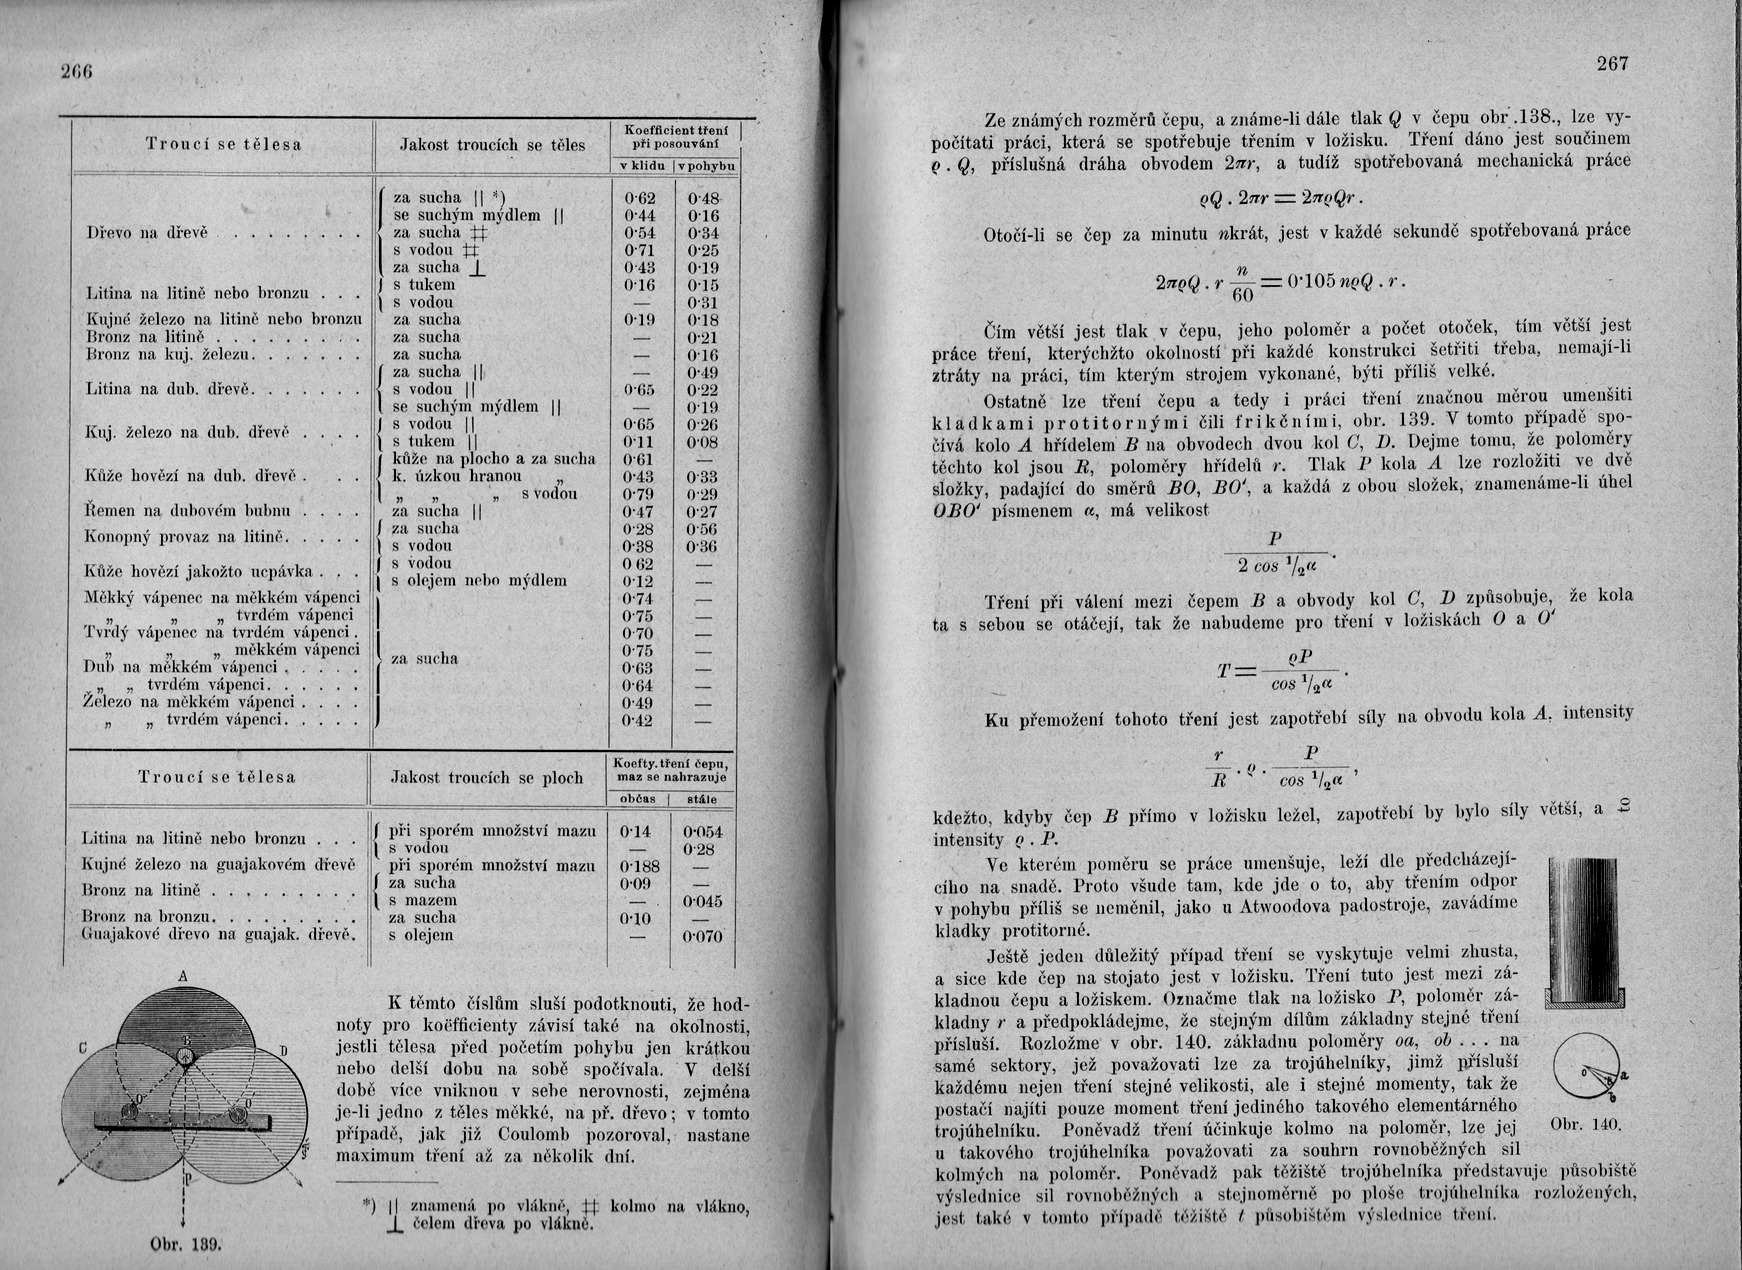 266
Troucí se tělesa | Jakost troucích se těles | Koefficient tření při posouvání
v klidu | v pohybu
Dřevo na dřevě . . . . . . . . | za sucha || *) | 0·62 | 0·48
se suchým mýdlem || | 0·44 | 0·16
za sucha ⧺ | 0·54 | 0·34
s vodou ⧺ | 0·71 | 0·25
za sucha ⊥ | 0·43 | 0·19
Litina na litině nebo bronzu . . . | s tukem | 0·16 | 0·15
s vodou | — | 0·31
Kujné železo na litině nebo bronzu | za sucha | 0·19 | 0·18
Bronz na litině . . . . . . . . . | za sucha | — | 0·21
Bronz na kuj. železu. . . . . . . | za sucha | — | 0·16
Litina na dub. dřevě. . . . . . . | za sucha || | — | 0·49
s vodou || | 0·65 | 0·22
se suchým mýdlem || | — | 0·19
Kuj. železo na dub. dřevě . . . . | s vodou || | 0·65 | 0·26
s tukem || | 0·11 | 0·08
Kůže hovězí na dub. dřevě . . . | kůže na plocho a za sucha | 0·61 | —
k. úzkou hranou „ | 0·43 | 0·33
„ „ „ s vodou | 0·79 | 0·29
Řemen na dubovém bubnu . . . . | za sucha || | 0·47 | 0·27
Konopný provaz na litině. . . . . | za sucha | 0·28 | 0·56
s vodou | 0·38 | 0·36
Kůže hovězí jakožto ucpávka . . . | s vodou | 0 62 | —
s olejem nebo mýdlem | 0·12 | —
Měkký vápenec na měkkém vápenci | za sucha | 0·74 | —
„ „ „ tvrdém vápenci | 0·75 | —
Tvrdý vápenec na tvrdém vápenci . | 0·70 | —
„ „ „ měkkém vápenci | 0·75 | —
Dub na měkkém vápenci . . . . . | 0·63 | —
„ „ tvrdém vápenci. . . . . . | 0·64 | —
Železo na měkkém vápenci . . . . | 0·49 | —
„ „ tvrdém vápenci. . . . . | 0·42 | —
Troucí se tělesa | Jakost troucích se ploch | Koefty. tření čepu, maz se nahrazuje
občas | stále
Litina na litině nebo bronzu . . . | při sporém množství mazu | 0·14 | 0·054
s vodou | — | 0·28
Kujné železo na guajakovém dřevě | při sporém množství mazu | 0·188 | —
Bronz na litině . . . . . . . . . | za sucha | 0·09 | —
s mazem | — | 0·045
Bronz na bronzu. . . . . . . . . | za sucha | 0·10 | —
Guajakové dřevo na guajak. dřevě. | s olejem | — | 0·070
A
C B D
O' O
P
Obr. 139.
K těmto číslům sluší podotknouti, že hod-
noty pro koëfficienty závisí také na okolnosti,
jestli tělesa před početím pohybu jen krátkou
nebo delší dobu na sobě spočívala. V delší
době více vniknou v sebe nerovnosti, zejména
je-li jedno z těles měkké, na př. dřevo; v tomto
případě, jak již Coulomb pozoroval, nastane
maximum tření až za několik dní.
*) || znamená po vlákně, ⧺ kolmo na vlákno,
⊥ čelem dřeva po vlákně.
267
Ze známých rozměrů čepu, a známe-li dále tlak Q v čepu obr.138., lze vy-
počítati práci, která se spotřebuje třením v ložisku. Tření dáno jest součinem
ϱ . Q, příslušná dráha obvodem 2πr, a tudíž spotřebovaná mechanická práce
ϱQ . 2πr = 2πϱQr .
Otočí-li se čep za minutu nkrát, jest v každé sekundě spotřebovaná práce
2πϱQ . r n/60 = 0·105 nϱQ . r .
Čím větší jest tlak v čepu, jeho poloměr a počet otoček, tím větší jest
práce tření, kterýchžto okolností při každé konstrukci šetřiti třeba, nemají-li
ztráty na práci, tím kterým strojem vykonané, býti příliš velké.
Ostatně lze tření čepu a tedy i práci tření značnou měrou umenšiti
kladkami protitornými čili frikčními, obr. 139. V tomto případě spo-
čívá kolo A hřídelem B na obvodech dvou kol C, D. Dejme tomu, že poloměry
těchto kol jsou R, poloměry hřídelů r. Tlak P kola A lze rozložiti ve dvě
složky, padající do směrů BO, BO', a každá z obou složek, znamenáme-li úhel
OBO' písmenem α, má velikost
P / 2 cos ½α .
Tření při válení mezi čepem B a obvody kol C, D způsobuje, že kola
ta s sebou se otáčejí, tak že nabudeme pro tření v ložiskách O a O'
T = ϱP / cos ½α .
Ku přemožení tohoto tření jest zapotřebí síly na obvodu kola A, intensity
r/R . ϱ . P / cos ½α ,
kdežto, kdyby čep B přímo v ložisku ležel, zapotřebí by bylo síly větší, a to
intensity ϱ . P.
Ve kterém poměru se práce umenšuje, leží dle předcházejí-
cího na snadě. Proto všude tam, kde jde o to, aby třením odpor
v pohybu příliš se neměnil, jako u Atwoodova padostroje, zavádíme
kladky protitorné.
Ještě jeden důležitý případ tření se vyskytuje velmi zhusta,
a sice kde čep na stojato jest v ložisku. Tření tuto jest mezi zá-
kladnou čepu a ložiskem. Označme tlak na ložisko P, poloměr zá-
kladny r a předpokládejme, že stejným dílům základny stejné tření
přísluší. Rozložme v obr. 140. základnu poloměry oa, ob . . . na
samé sektory, jež považovati lze za trojúhelníky, jimž přísluší
každému nejen tření stejné velikosti, ale i stejné momenty, tak že
postačí najíti pouze moment tření jediného takového elementárného
trojúhelníku. Poněvadž tření účinkuje kolmo na poloměr, lze jej
u takového trojúhelníka považovati za souhrn rovnoběžných sil
kolmých na poloměr. Poněvadž pak těžiště trojúhelníka představuje působiště
výslednice sil rovnoběžných a stejnoměrně po ploše trojúhelníka rozložených,
jest také v tomto případě těžiště t působištěm výslednice tření.
o a
b
Obr. 140.